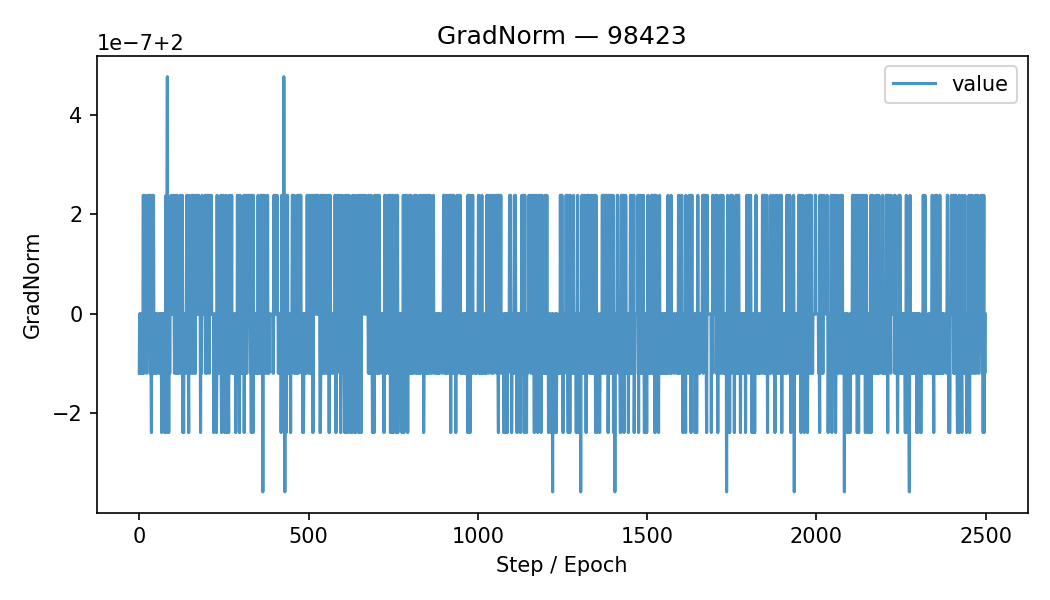 GradNorm — 98423
1e−7+2
value
4
2
0
−2
GradNorm
0
500
1000
1500
2000
2500
Step / Epoch